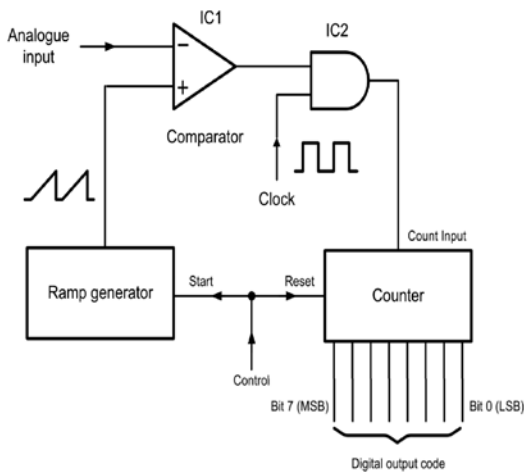 IC1
IC2
Analogue
input
−
+
Comparator
Clock
Count Input
Ramp generator
Start
Reset
Counter
Control
Bit 7 (MSB)
Bit 0 (LSB)
Digital output code